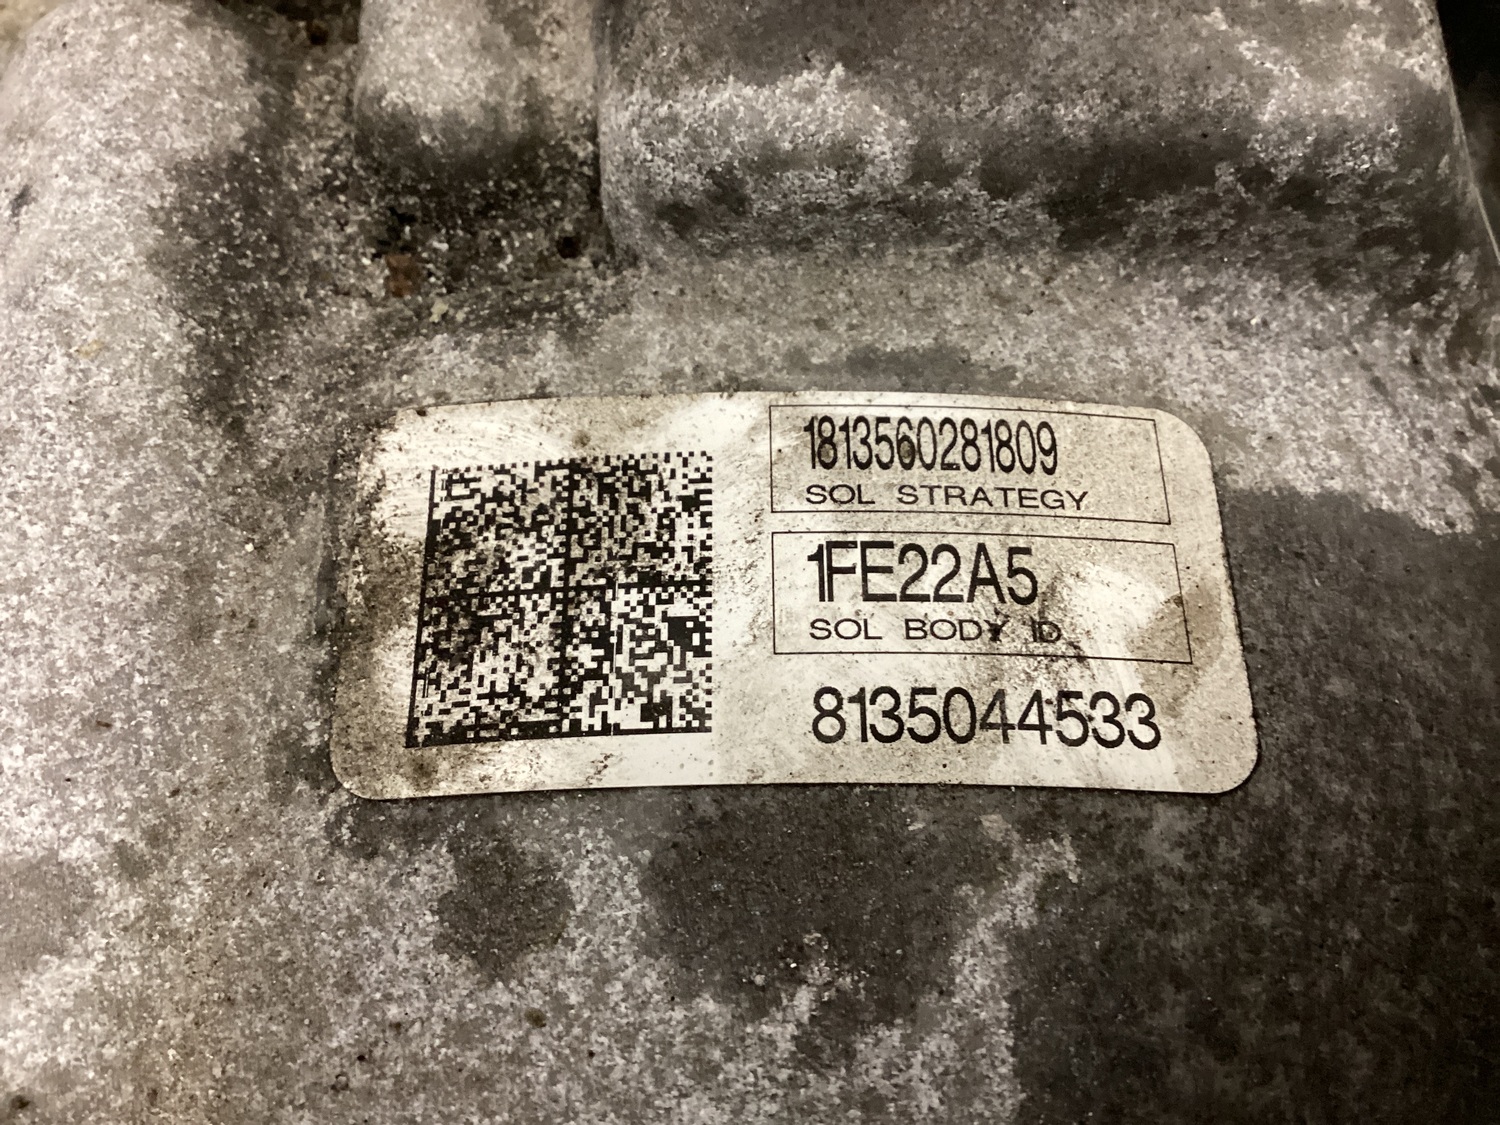 1813560281809
SOL STRATEGY
1FE22A5
SOL BODY ID
8135044533